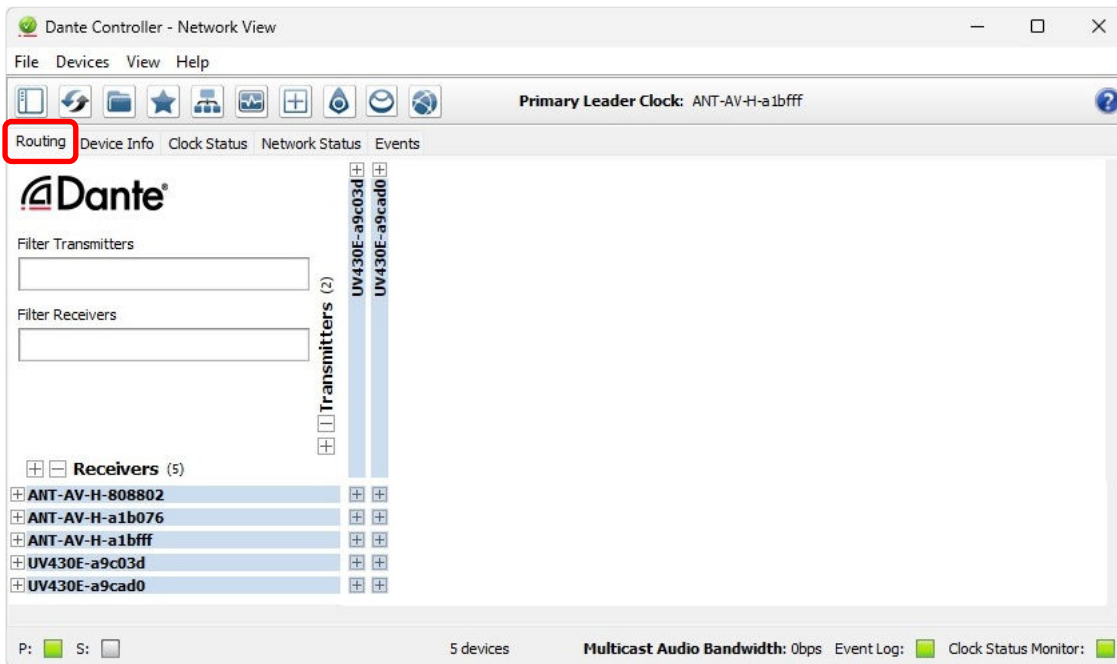 Dante Controller - Network View
File Devices View Help
Primary Leader Clock: ANT-AV-H-a1bfff
Routing Device Info Clock Status Network Status Events
Dante®
Filter Transmitters
Filter Receivers
Transmitters (2)
UV430E-a9c03d
UV430E-a9cad0
Receivers (5)
ANT-AV-H-808802
ANT-AV-H-a1b076
ANT-AV-H-a1bfff
UV430E-a9c03d
UV430E-a9cad0
P: S: 5 devices Multicast Audio Bandwidth: 0bps Event Log: Clock Status Monitor: